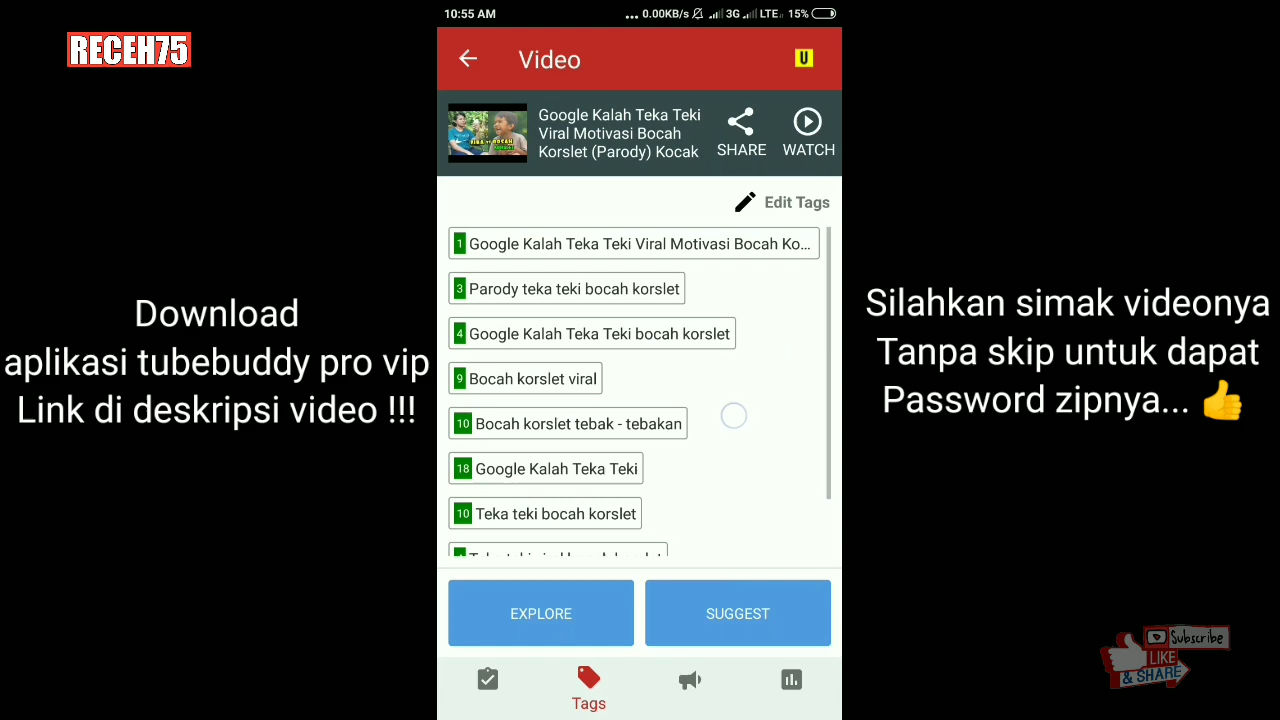 RECEH75
10:55 AM
... 0.00KB/s 3G LTE 15%
Video
U
Google Kalah Teka Teki
Viral Motivasi Bocah
Korslet (Parody) Kocak
SHARE
WATCH
Edit Tags
1 Google Kalah Teka Teki Viral Motivasi Bocah Ko...
3 Parody teka teki bocah korslet
4 Google Kalah Teka Teki bocah korslet
9 Bocah korslet viral
10 Bocah korslet tebak - tebakan
18 Google Kalah Teka Teki
10 Teka teki bocah korslet
EXPLORE
SUGGEST
Tags
Download
aplikasi tubebuddy pro vip
Link di deskripsi video !!!
Silahkan simak videonya
Tanpa skip untuk dapat
Password zipnya... 👍
Subscribe
LIKE
& SHARE